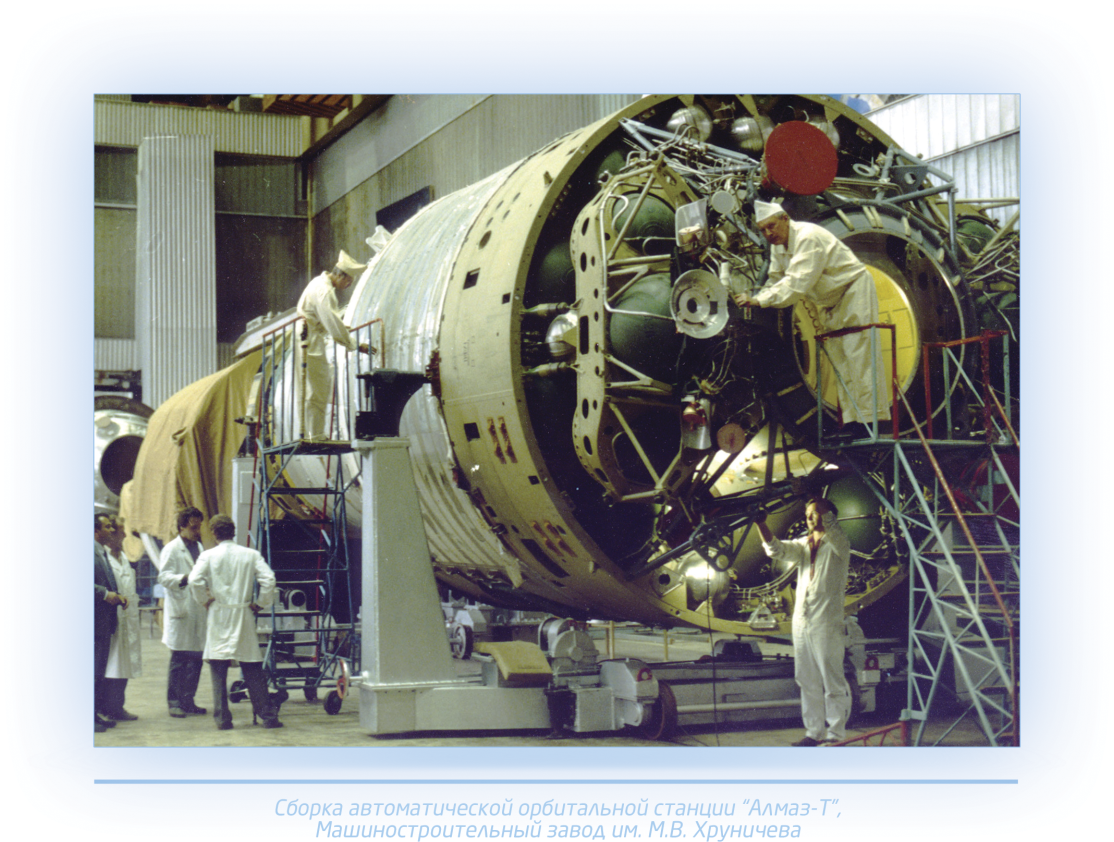 Сборка автоматической орбитальной станции “Алмаз-Т”,
Машиностроительный завод им. М.В. Хруничева